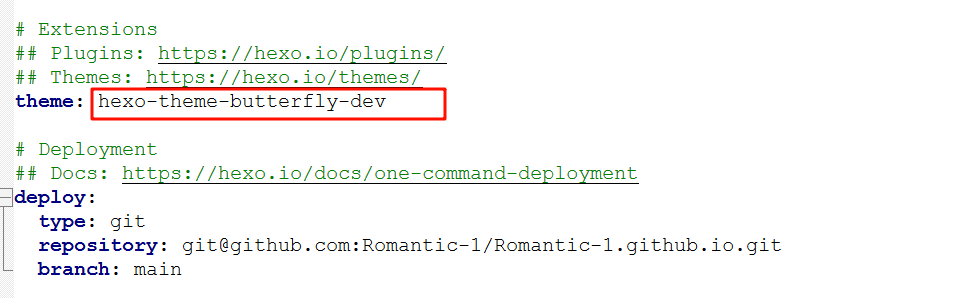 # Extensions
## Plugins: https://hexo.io/plugins/
## Themes: https://hexo.io/themes/
theme: hexo-theme-butterfly-dev
# Deployment
## Docs: https://hexo.io/docs/one-command-deployment
deploy:
  type: git
  repository: git@github.com:Romantic-1/Romantic-1.github.io.git
  branch: main